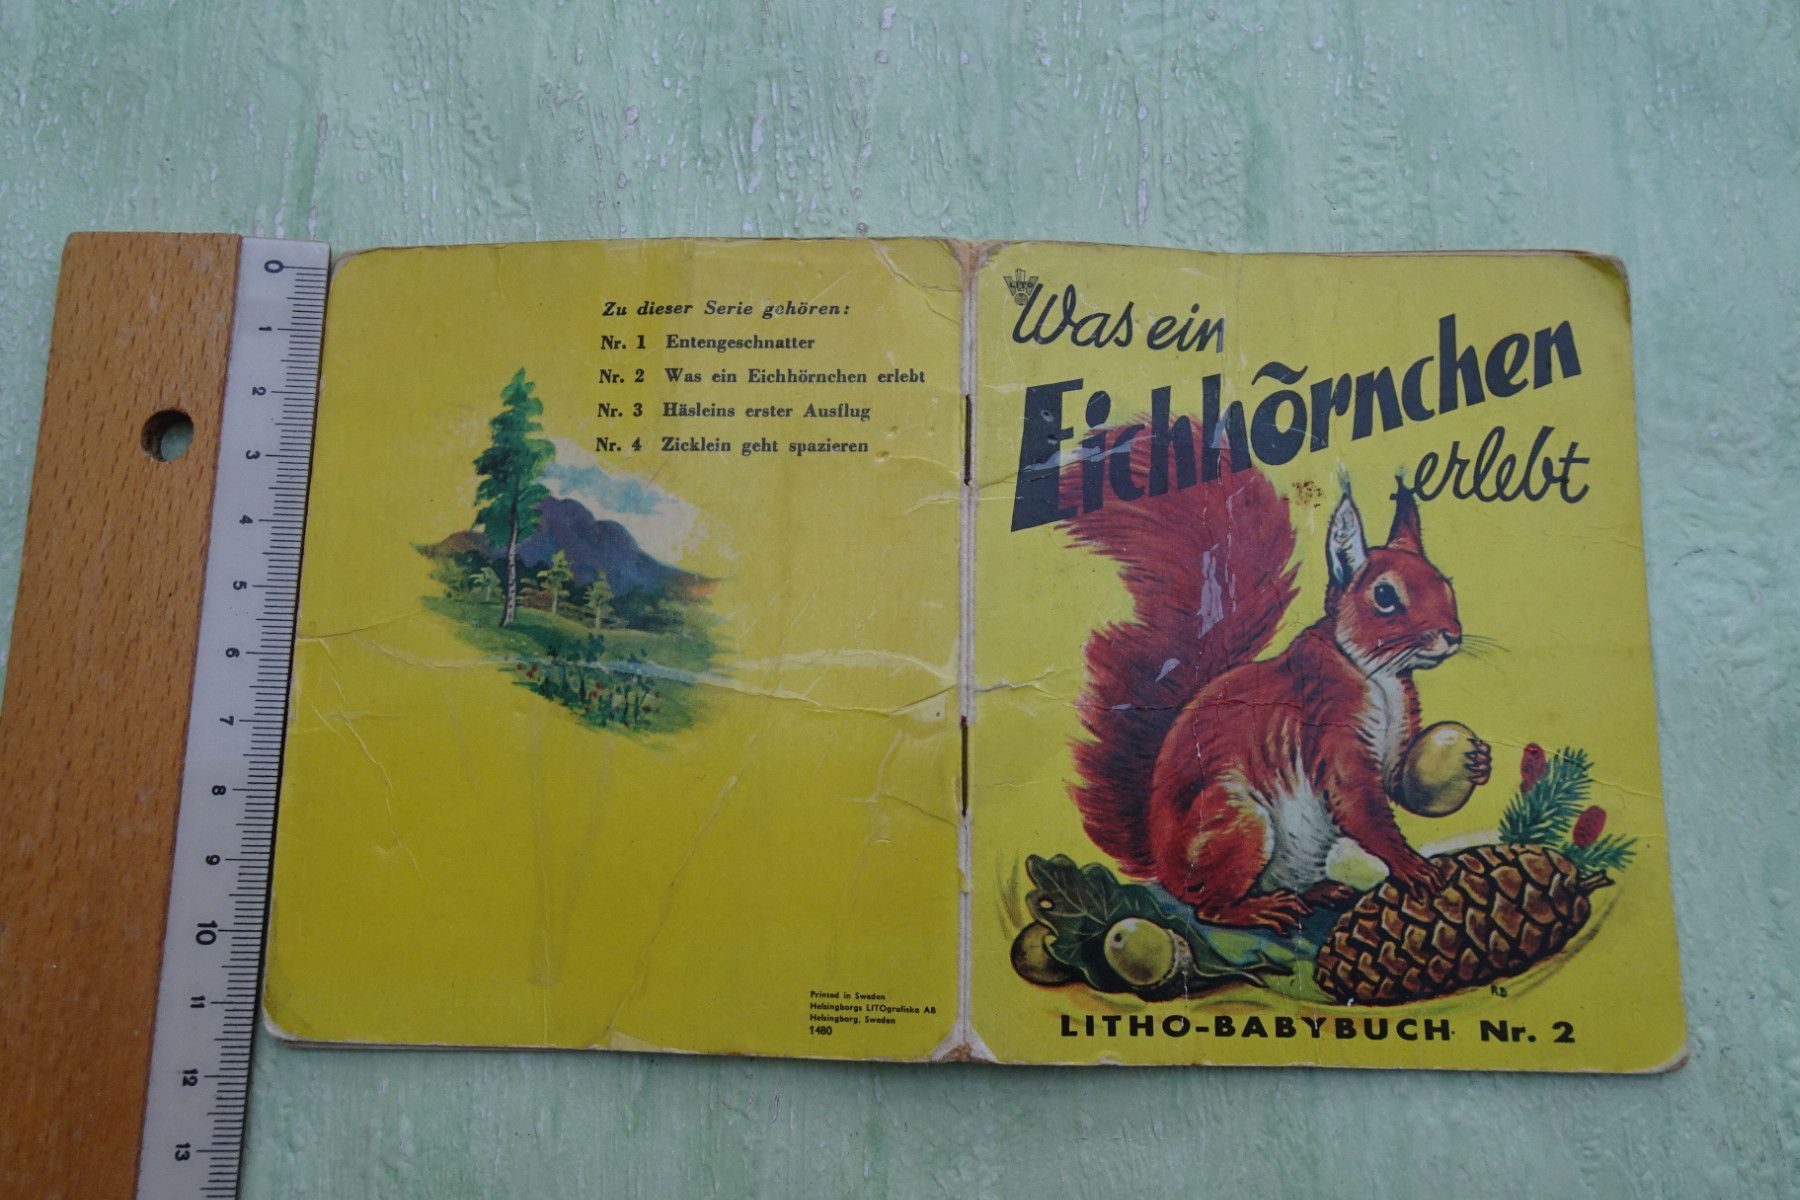 Zu dieser Serie gehören:
Nr. 1 Entengeschnatter
Nr. 2 Was ein Eichhörnchen erlebt
Nr. 3 Häsleins erster Ausflug
Nr. 4 Zicklein geht spazieren
Printed in Sweden
Helsingborgs LITOgrafiska AB
Helsingborg, Sweden
1480
LITO
Was ein
Eichhörnchen
erlebt
RB
LITHO-BABYBUCH Nr. 2
0
1
2
3
4
5
6
7
8
9
10
11
12
13